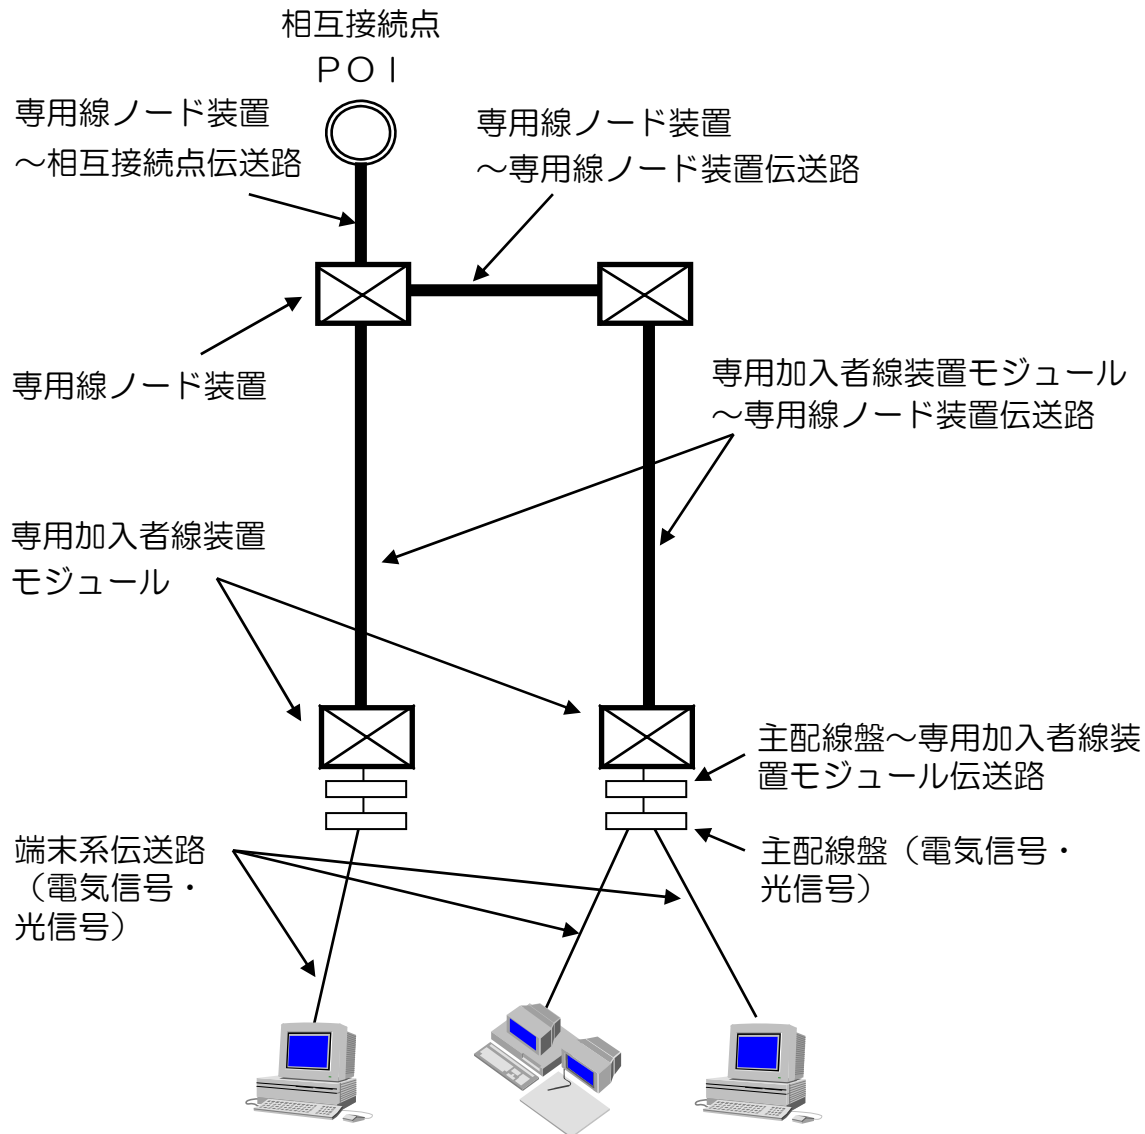 相互接続点
ＰＯＩ
専用線ノード装置
～相互接続点伝送路
専用線ノード装置
～専用線ノード装置伝送路
専用線ノード装置
専用加入者線装置モジュール
～専用線ノード装置伝送路
専用加入者線装置
モジュール
主配線盤～専用加入者線装
置モジュール伝送路
端末系伝送路
（電気信号・
光信号）
主配線盤（電気信号・
光信号）